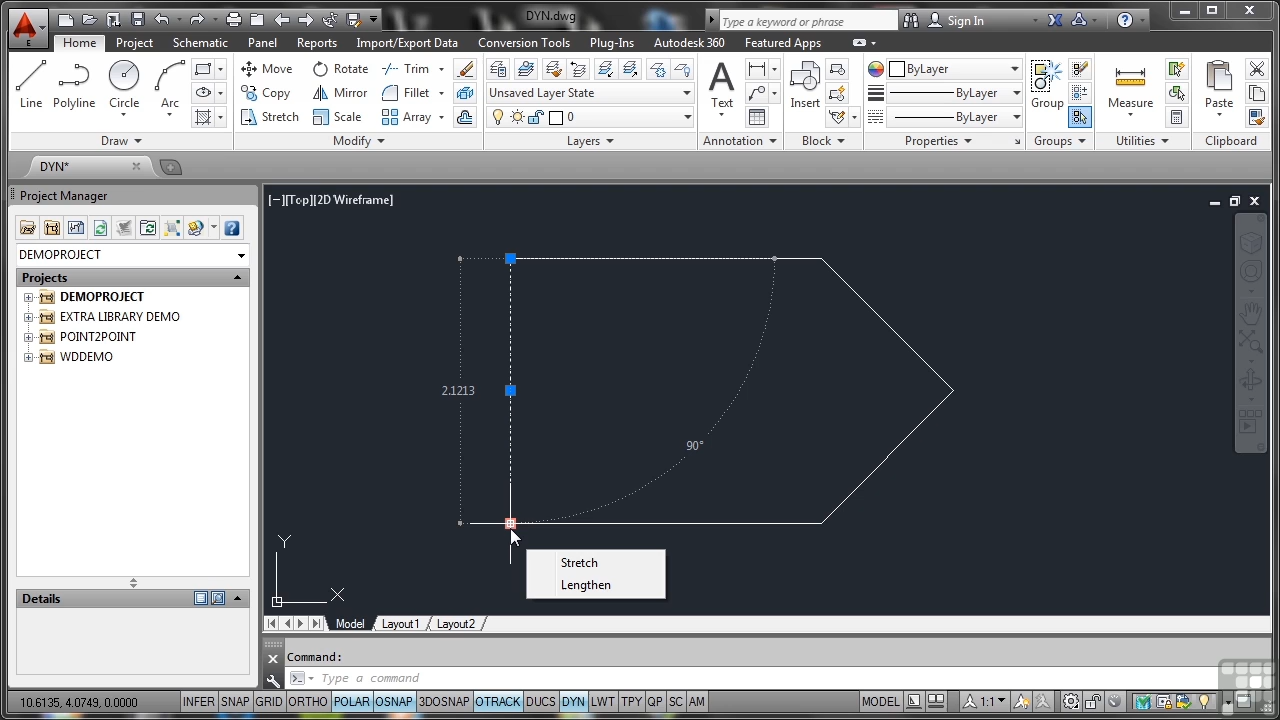 DYN.dwg
Type a keyword or phrase
Sign In
E
Home Project Schematic Panel Reports Import/Export Data Conversion Tools Plug-Ins Autodesk 360 Featured Apps
Line Polyline Circle Arc
Move Rotate Trim
Copy Mirror Fillet
Stretch Scale Array
Unsaved Layer State
0
Text
Insert
ByLayer
ByLayer
ByLayer
Group
Measure
Paste
Draw Modify Layers Annotation Block Properties Groups Utilities Clipboard
DYN*
Project Manager
DEMOPROJECT
Projects
DEMOPROJECT
EXTRA LIBRARY DEMO
POINT2POINT
WDDEMO
Details
[−][Top][2D Wireframe]
2.1213
90°
Stretch
Lengthen
Y
X
Model Layout1 Layout2
Command:
Type a command
10.6135, 4.0749, 0.0000 INFER SNAP GRID ORTHO POLAR OSNAP 3DOSNAP OTRACK DUCS DYN LWT TPY QP SC AM MODEL 1:1